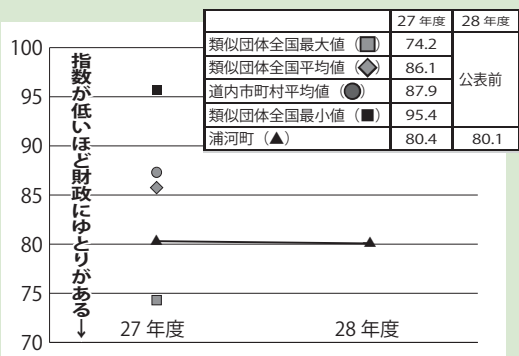 27 年度 28 年度
類似団体全国最大値（■） 74.2 公表前
類似団体全国平均値（◆） 86.1
道内市町村平均値（●） 87.9
類似団体全国最小値（■） 95.4
浦河町（▲） 80.4 80.1
100
95
90
85
80
75
70
指数が低いほど財政にゆとりがある→
27 年度 28 年度